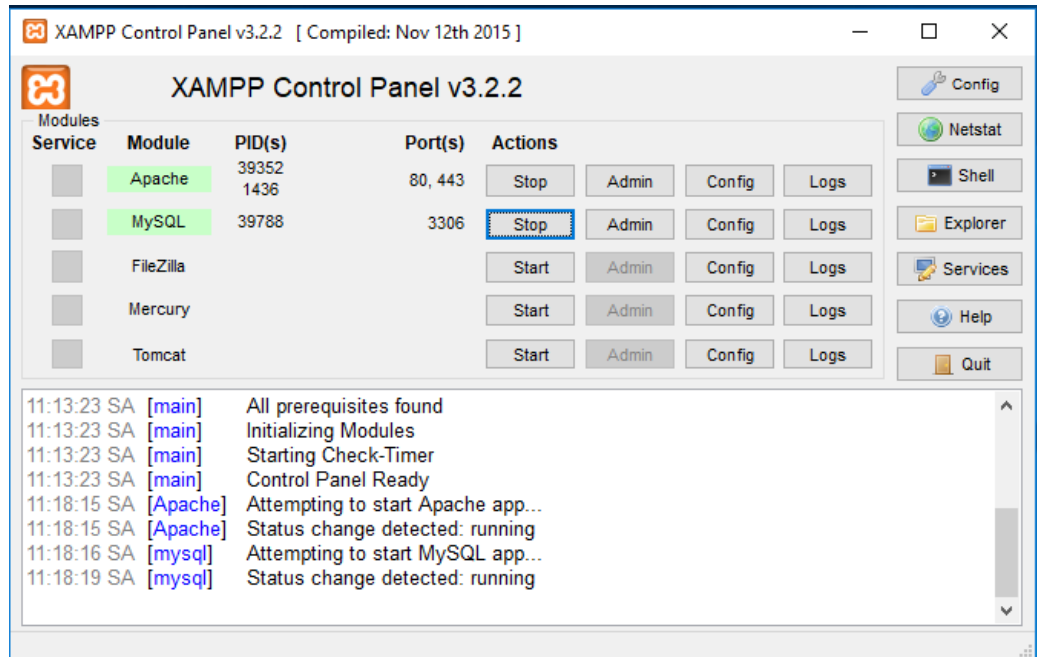 XAMPP Control Panel v3.2.2 [ Compiled: Nov 12th 2015 ]
XAMPP Control Panel v3.2.2
Config
Netstat
Shell
Explorer
Services
Help
Quit
Modules
Service Module PID(s) Port(s) Actions
Apache 39352 1436 80, 443 Stop Admin Config Logs
MySQL 39788 3306 Stop Admin Config Logs
FileZilla Start Admin Config Logs
Mercury Start Admin Config Logs
Tomcat Start Admin Config Logs
11:13:23 SA [main] All prerequisites found
11:13:23 SA [main] Initializing Modules
11:13:23 SA [main] Starting Check-Timer
11:13:23 SA [main] Control Panel Ready
11:18:15 SA [Apache] Attempting to start Apache app...
11:18:15 SA [Apache] Status change detected: running
11:18:16 SA [mysql] Attempting to start MySQL app...
11:18:19 SA [mysql] Status change detected: running